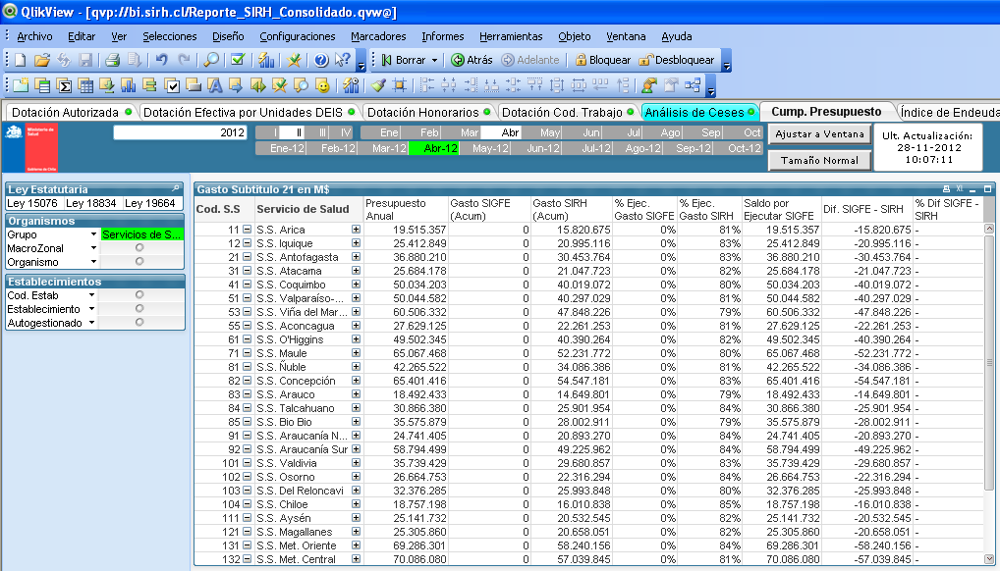 QlikView - [qvp://bi.sirh.cl/Reporte_SIRH_Consolidado.qvw@]
Archivo Editar Ver Selecciones Diseño Configuraciones Marcadores Informes Herramientas Objeto Ventana Ayuda
Borrar Atrás Adelante Bloquear Desbloquear
Dotación Autorizada Dotación Efectiva por Unidades DEIS Dotación Honorarios Dotación Cod. Trabajo Análisis de Ceses Cump. Presupuesto Índice de Endeuda
Ministerio de Salud
Gobierno de Chile
2012 I II III IV Ene Feb Mar Abr May Jun Jul Ago Sep Oct
Ene-12 Feb-12 Mar-12 Abr-12 May-12 Jun-12 Jul-12 Ago-12 Sep-12 Oct-12
Ajustar a Ventana
Tamaño Normal
Ult. Actualización:
28-11-2012
10:07:11
Ley Estatutaria
Ley 15076 Ley 18834 Ley 19664
Organismos
Grupo Servicios de S...
MacroZonal
Organismo
Establecimientos
Cod. Estab
Establecimiento
Autogestionado
Gasto Subtitulo 21 en M$ XL
Cod. S.S Servicio de Salud Presupuesto Anual Gasto SIGFE (Acum) Gasto SIRH (Acum) % Ejec. Gasto SIGFE % Ejec. Gasto SIRH Saldo por Ejecutar SIGFE Dif. SIGFE - SIRH % Dif SIGFE - SIRH
11 S.S. Arica 19.515.357 0 15.820.675 0% 81% 19.515.357 -15.820.675 -
12 S.S. Iquique 25.412.849 0 20.995.116 0% 83% 25.412.849 -20.995.116 -
21 S.S. Antofagasta 36.880.210 0 30.453.764 0% 83% 36.880.210 -30.453.764 -
31 S.S. Atacama 25.684.178 0 21.047.723 0% 82% 25.684.178 -21.047.723 -
41 S.S. Coquimbo 50.034.203 0 40.019.072 0% 80% 50.034.203 -40.019.072 -
51 S.S. Valparaíso-... 50.044.582 0 40.297.029 0% 81% 50.044.582 -40.297.029 -
53 S.S. Viña del Mar... 60.506.332 0 47.848.226 0% 79% 60.506.332 -47.848.226 -
55 S.S. Aconcagua 27.629.125 0 22.261.253 0% 81% 27.629.125 -22.261.253 -
61 S.S. O'Higgins 49.502.345 0 40.390.264 0% 82% 49.502.345 -40.390.264 -
71 S.S. Maule 65.067.468 0 52.231.772 0% 80% 65.067.468 -52.231.772 -
81 S.S. Ñuble 42.265.522 0 34.086.386 0% 81% 42.265.522 -34.086.386 -
82 S.S. Concepción 65.401.416 0 54.547.181 0% 83% 65.401.416 -54.547.181 -
83 S.S. Arauco 18.492.433 0 14.649.801 0% 79% 18.492.433 -14.649.801 -
84 S.S. Talcahuano 30.866.380 0 25.901.954 0% 84% 30.866.380 -25.901.954 -
85 S.S. Bio Bio 35.575.879 0 28.002.911 0% 79% 35.575.879 -28.002.911 -
91 S.S. Araucanía N... 24.741.405 0 20.893.270 0% 84% 24.741.405 -20.893.270 -
92 S.S. Araucanía Sur 58.794.499 0 49.225.962 0% 84% 58.794.499 -49.225.962 -
101 S.S. Valdivia 35.739.429 0 29.680.857 0% 83% 35.739.429 -29.680.857 -
102 S.S. Osorno 26.664.753 0 22.316.294 0% 84% 26.664.753 -22.316.294 -
103 S.S. Del Reloncavi 32.376.285 0 25.993.848 0% 80% 32.376.285 -25.993.848 -
104 S.S. Chiloe 18.757.198 0 16.010.838 0% 85% 18.757.198 -16.010.838 -
111 S.S. Aysén 25.141.732 0 20.532.545 0% 82% 25.141.732 -20.532.545 -
121 S.S. Magallanes 25.305.860 0 20.658.051 0% 82% 25.305.860 -20.658.051 -
131 S.S. Met. Oriente 69.286.301 0 58.240.156 0% 84% 69.286.301 -58.240.156 -
132 S.S. Met. Central 70.086.080 0 57.039.845 0% 81% 70.086.080 -57.039.845 -